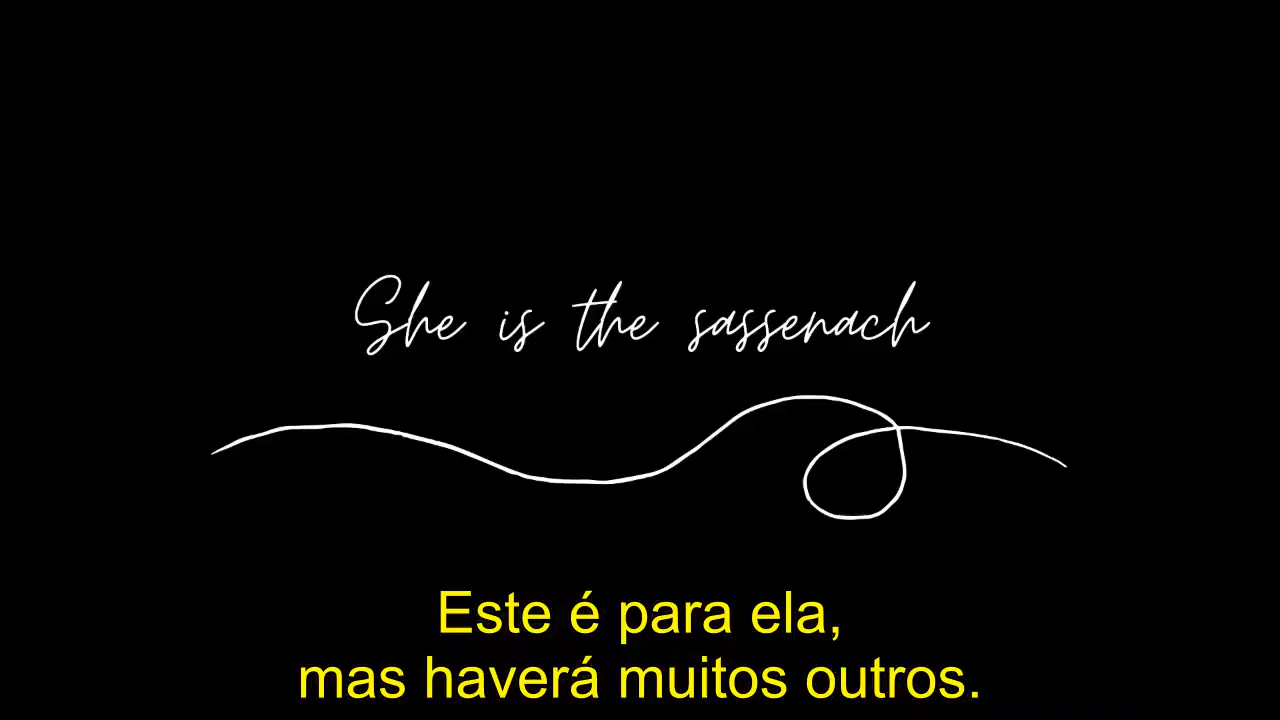 She is the sassenach
Este é para ela,
mas haverá muitos outros.